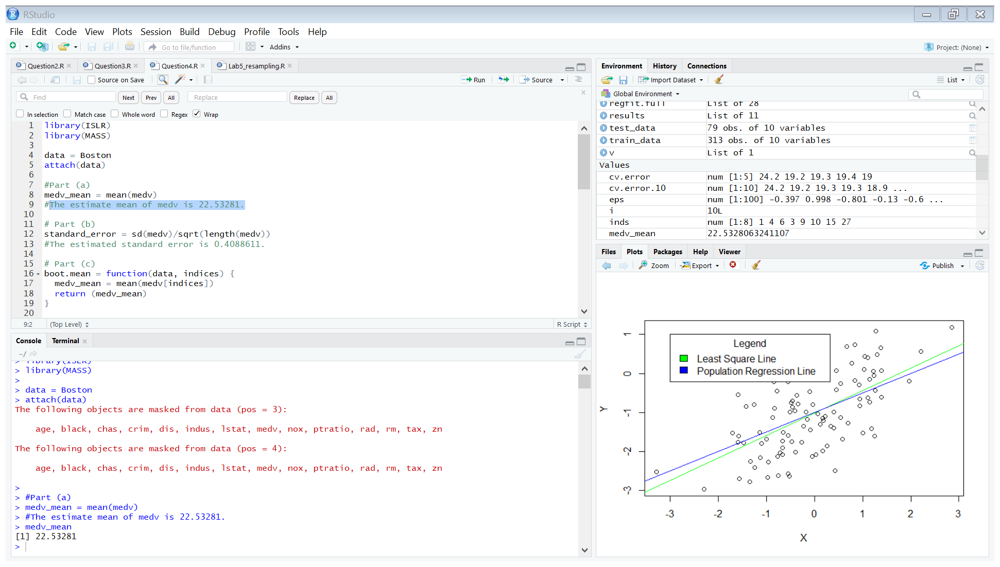 RStudio
File Edit Code View Plots Session Build Debug Profile Tools Help
Go to file/function Addins Project: (None)
Question2.R Question3.R Question4.R Lab5_resampling.R
Source on Save Run Source
Find Next Prev All Replace Replace All
In selection Match case Whole word Regex Wrap
1 library(ISLR)
2 library(MASS)
3
4 data = Boston
5 attach(data)
6
7 #Part (a)
8 medv_mean = mean(medv)
9 #The estimate mean of medv is 22.53281.
10
11 # Part (b)
12 standard_error = sd(medv)/sqrt(length(medv))
13 #The estimated standard error is 0.4088611.
14
15 # Part (c)
16 boot.mean = function(data, indices) {
17 medv_mean = mean(medv[indices])
18 return (medv_mean)
19 }
20
9:2 (Top Level) R Script
Console Terminal
~/
> library(ISLR)
> library(MASS)
>
> data = Boston
> attach(data)
The following objects are masked from data (pos = 3):
age, black, chas, crim, dis, indus, lstat, medv, nox, ptratio, rad, rm, tax, zn
The following objects are masked from data (pos = 4):
age, black, chas, crim, dis, indus, lstat, medv, nox, ptratio, rad, rm, tax, zn
>
> #Part (a)
> medv_mean = mean(medv)
> #The estimate mean of medv is 22.53281.
> medv_mean
[1] 22.53281
>
Environment History Connections
Import Dataset List
Global Environment
regfit.full List of 28
results List of 11
test_data 79 obs. of 10 variables
train_data 313 obs. of 10 variables
v List of 1
Values
cv.error num [1:5] 24.2 19.2 19.3 19.4 19
cv.error.10 num [1:10] 24.2 19.2 19.3 19.3 18.9 ...
eps num [1:100] -0.397 0.998 -0.801 -0.13 -0.6 ...
i 10L
inds num [1:8] 1 4 6 3 9 10 15 27
medv_mean 22.5328063241107
Files Plots Packages Help Viewer
Zoom Export Publish
Legend
Least Square Line
Population Regression Line
1
0
-1
-2
-3
Y
-3 -2 -1 0 1 2 3
X